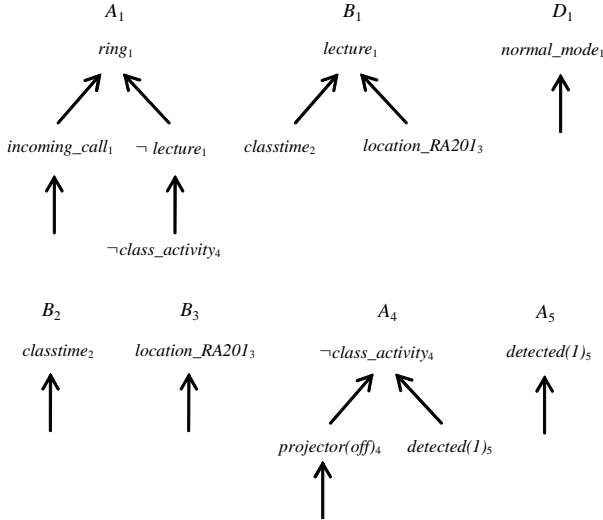 A₁ B₁ D₁
ring₁ lecture₁ normal_mode₁
incoming_call₁ ¬ lecture₁ classtime₂ location_RA201₃
¬class_activity₄
B₂ B₃ A₄ A₅
classtime₂ location_RA201₃ ¬class_activity₄ detected(1)₅
projector(off)₄ detected(1)₅